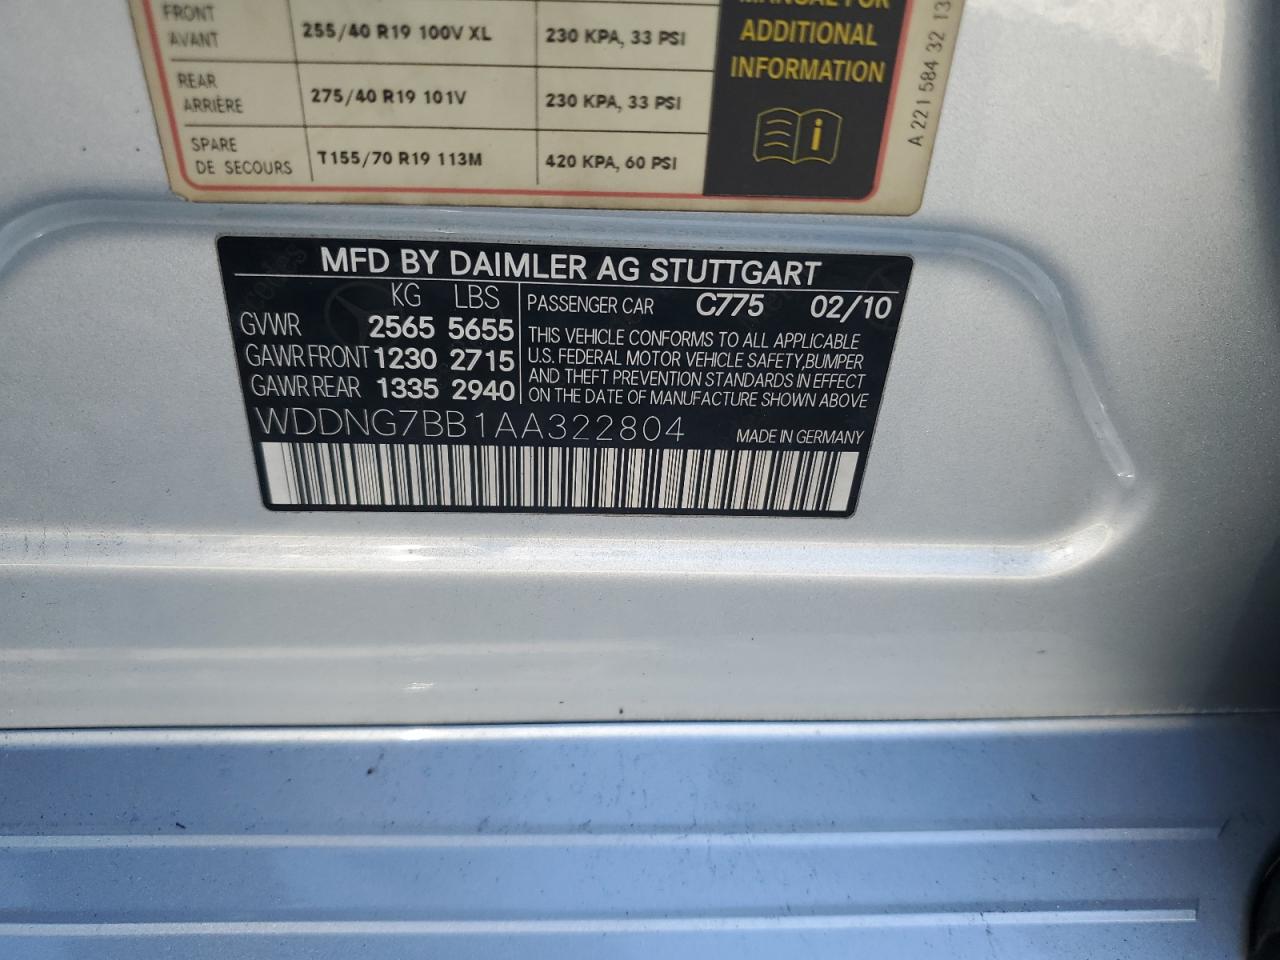 MANUAL FOR
ADDITIONAL
INFORMATION
FRONT
AVANT 255/40 R19 100V XL 230 KPA, 33 PSI
REAR
ARRIÈRE 275/40 R19 101V 230 KPA, 33 PSI
SPARE
DE SECOURS T155/70 R19 113M 420 KPA, 60 PSI
A 221 584 32 13
MFD BY DAIMLER AG STUTTGART
KG LBS
GVWR 2565 5655
GAWR FRONT 1230 2715
GAWR REAR 1335 2940
PASSENGER CAR C775 02/10
THIS VEHICLE CONFORMS TO ALL APPLICABLE
U.S. FEDERAL MOTOR VEHICLE SAFETY, BUMPER
AND THEFT PREVENTION STANDARDS IN EFFECT
ON THE DATE OF MANUFACTURE SHOWN ABOVE
WDDNG7BB1AA322804
MADE IN GERMANY